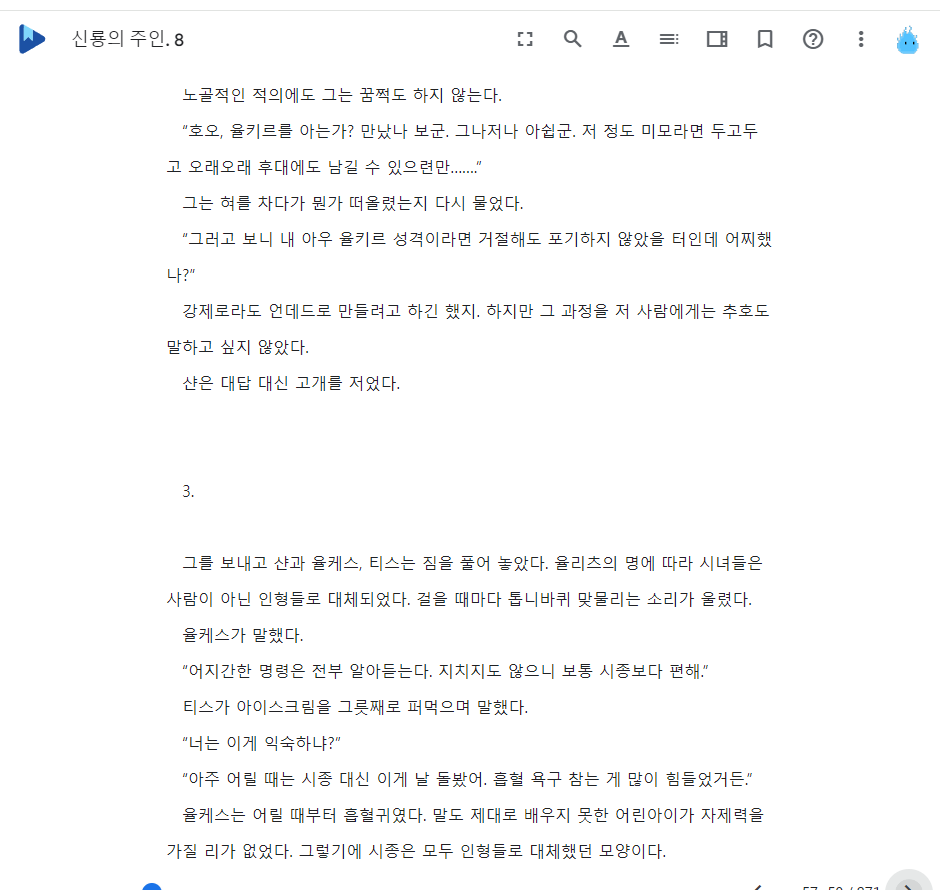 신룡의 주인. 8
노골적인 적의에도 그는 꿈쩍도 하지 않는다.
“호오, 율키르를 아는가? 만났나 보군. 그나저나 아쉽군. 저 정도 미모라면 두고두
고 오래오래 후대에도 남길 수 있으련만…….”
그는 혀를 차다가 뭔가 떠올렸는지 다시 물었다.
“그러고 보니 내 아우 율키르 성격이라면 거절해도 포기하지 않았을 터인데 어찌했
나?”
강제로라도 언데드로 만들려고 하긴 했지. 하지만 그 과정을 저 사람에게는 추호도
말하고 싶지 않았다.
샨은 대답 대신 고개를 저었다.
3.
그를 보내고 샨과 율케스, 티스는 짐을 풀어 놓았다. 율리츠의 명에 따라 시녀들은
사람이 아닌 인형들로 대체되었다. 걸을 때마다 톱니바퀴 맞물리는 소리가 울렸다.
율케스가 말했다.
“어지간한 명령은 전부 알아듣는다. 지치지도 않으니 보통 시종보다 편해.”
티스가 아이스크림을 그릇째로 퍼먹으며 말했다.
“너는 이게 익숙하냐?”
“아주 어릴 때는 시종 대신 이게 날 돌봤어. 흡혈 욕구 참는 게 많이 힘들었거든.”
율케스는 어릴 때부터 흡혈귀였다. 말도 제대로 배우지 못한 어린아이가 자제력을
가질 리가 없었다. 그렇기에 시종은 모두 인형들로 대체했던 모양이다.